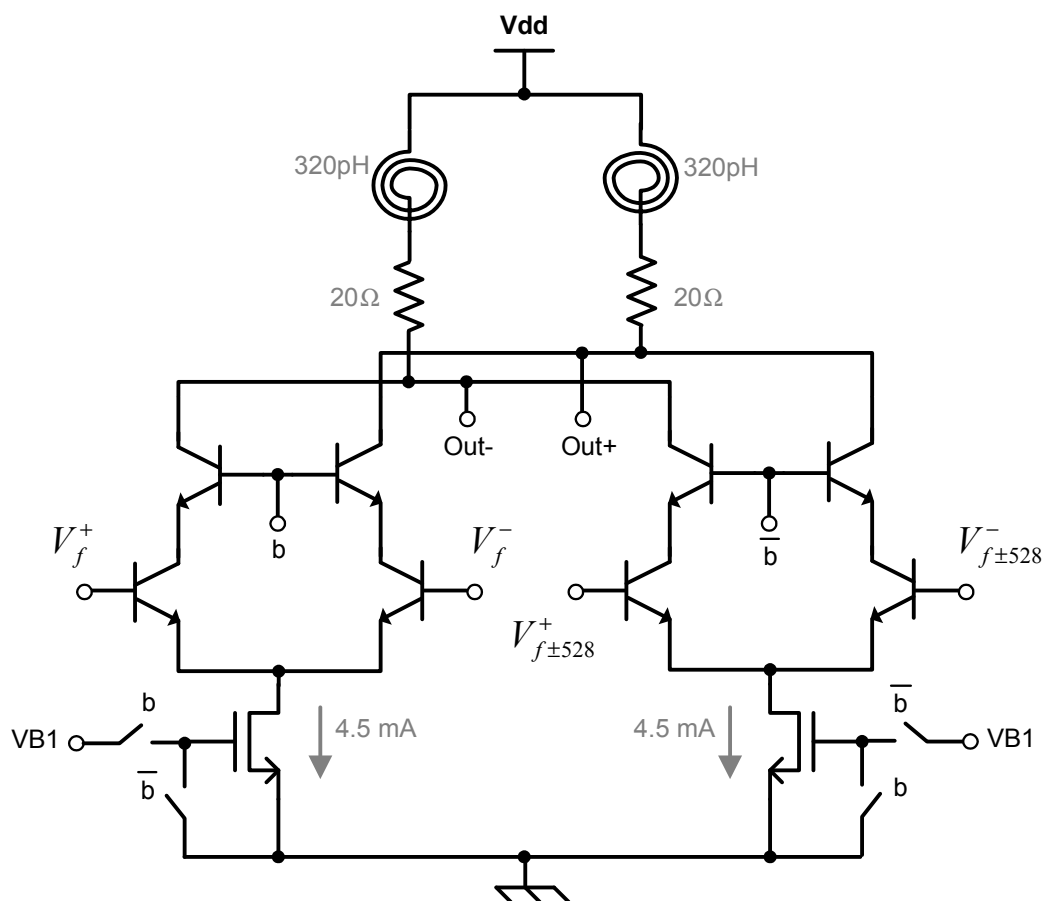 Vdd
320pH
320pH
20Ω
20Ω
Out-
Out+
V_f^+
b
V_f^-
b̅
V_{f±528}^-
V_{f±528}^+
b
VB1
4.5 mA
4.5 mA
b̅
VB1
b̅
b